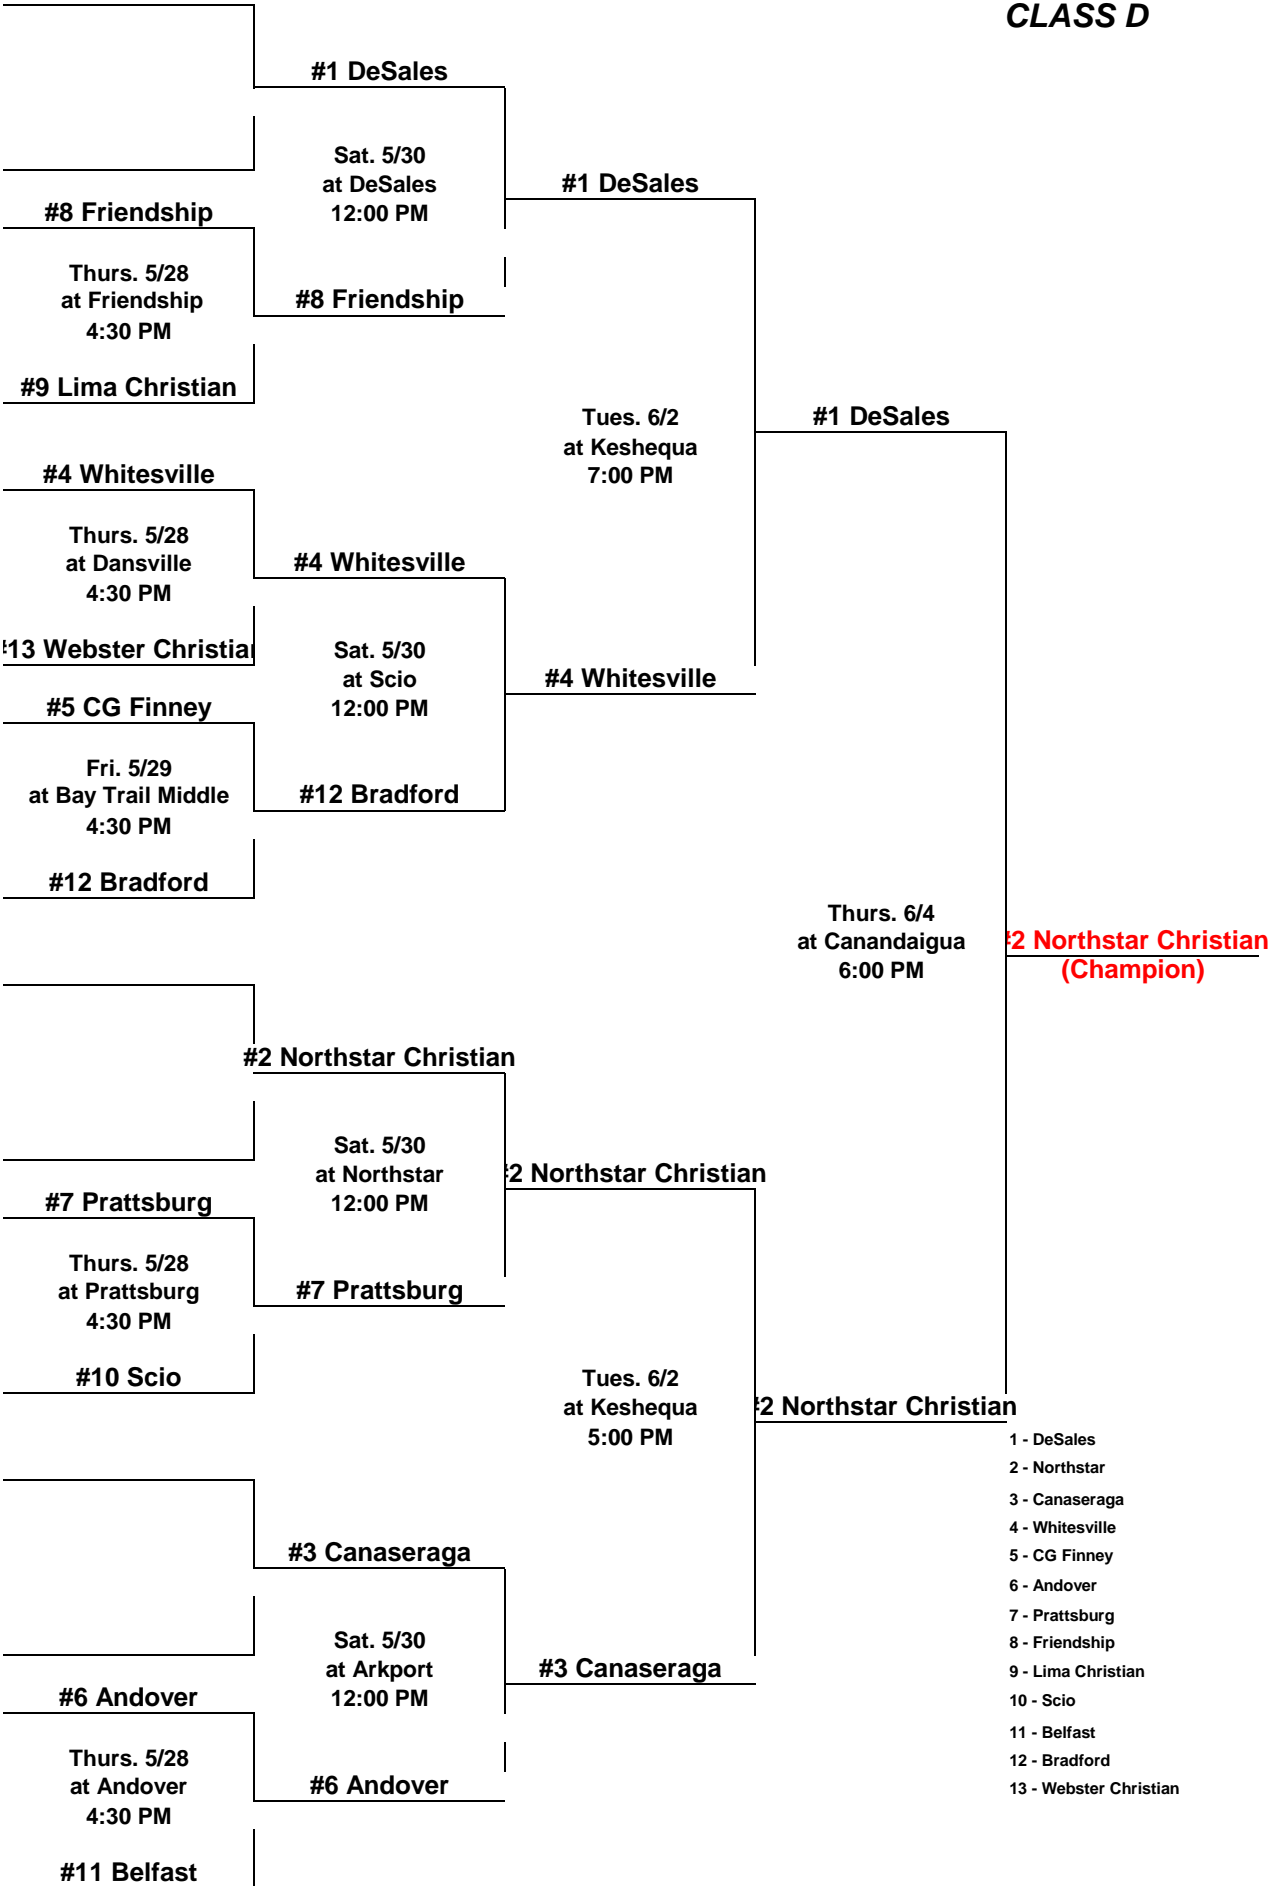 CLASS D
#1 DeSales
Sat. 5/30
at DeSales
12:00 PM
#1 DeSales
#8 Friendship
Thurs. 5/28
at Friendship
4:30 PM
#8 Friendship
#9 Lima Christian
Tues. 6/2
at Keshequa
7:00 PM
#1 DeSales
#4 Whitesville
Thurs. 5/28
at Dansville
4:30 PM
#4 Whitesville
#13 Webster Christian
Sat. 5/30
at Scio
12:00 PM
#4 Whitesville
#5 CG Finney
Fri. 5/29
at Bay Trail Middle
4:30 PM
#12 Bradford
#12 Bradford
Thurs. 6/4
at Canandaigua
6:00 PM
#2 Northstar Christian
(Champion)
#2 Northstar Christian
Sat. 5/30
at Northstar
12:00 PM
#2 Northstar Christian
#7 Prattsburg
Thurs. 5/28
at Prattsburg
4:30 PM
#7 Prattsburg
#10 Scio
Tues. 6/2
at Keshequa
5:00 PM
#2 Northstar Christian
#3 Canaseraga
Sat. 5/30
at Arkport
12:00 PM
#3 Canaseraga
#6 Andover
Thurs. 5/28
at Andover
4:30 PM
#6 Andover
#11 Belfast
1 - DeSales
2 - Northstar
3 - Canaseraga
4 - Whitesville
5 - CG Finney
6 - Andover
7 - Prattsburg
8 - Friendship
9 - Lima Christian
10 - Scio
11 - Belfast
12 - Bradford
13 - Webster Christian